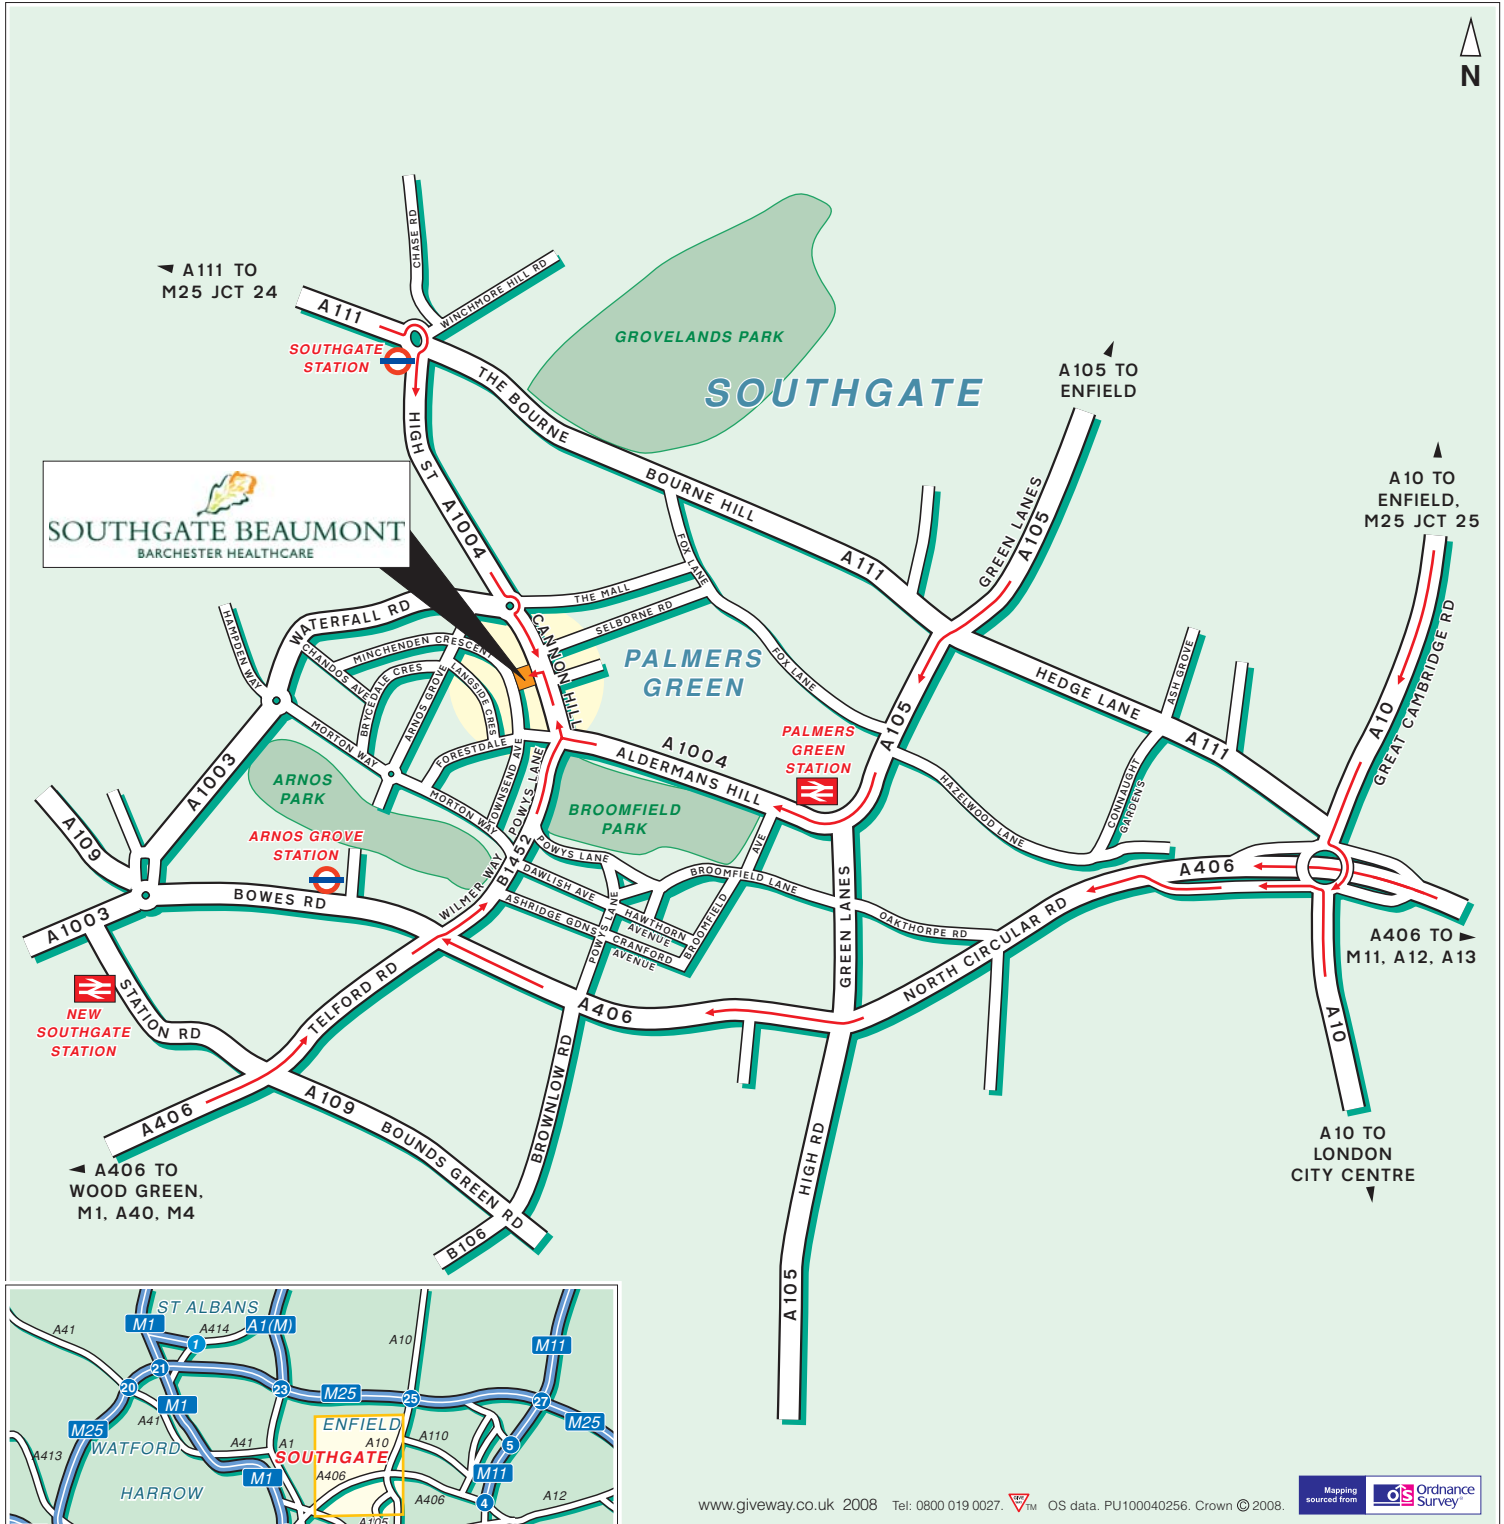 N
A111 TO
M25 JCT 24
CHASE RD
WINCHMORE HILL RD
A111
SOUTHGATE
STATION
GROVELANDS PARK
SOUTHGATE
A105 TO
ENFIELD
THE BOURNE
HIGH ST
A1004
BOURNE HILL
A111
GREEN LANES
A105
A10 TO
ENFIELD,
M25 JCT 25
SOUTHGATE BEAUMONT
BARCHESTER HEALTHCARE
FOX LANE
THE MALL
SELBORNE RD
WATERFALL RD
HAMPDEN WAY
CHANDOS AVE
MINCHENDEN CRESCENT
BRYCEDALE CRES
ARNOS GROVE
LANGSIDE CRES
CANNON HILL
PALMERS
GREEN
FOX LANE
HEDGE LANE
ASH GROVE
A111
A10
GREAT CAMBRIDGE RD
MORTON WAY
FORESTDALE
TOWNSEND AVE
POWYS LANE
A1004
ALDERMANS HILL
PALMERS
GREEN
STATION
A105
A1003
ARNOS
PARK
MORTON WAY
BROOMFIELD
PARK
HAZELWOOD LANE
CONNAUGHT
GARDENS
A109
ARNOS GROVE
STATION
B1452
WILMER WAY
POWYS LANE
DAWLISH AVE
AVE
BROOMFIELD LANE
A406
BOWES RD
A1003
ASHRIDGE GDNS
POWYS LANE
HAWTHORN
AVENUE
CRANFORD
AVENUE
BROOMFIELD
GREEN LANES
OAKTHORPE RD
NORTH CIRCULAR RD
A406 TO
M11, A12, A13
NEW
SOUTHGATE
STATION
STATION RD
TELFORD RD
A406
A10
BROWNLOW RD
A406
A109
BOUNDS GREEN RD
HIGH RD
A10 TO
LONDON
CITY CENTRE
A406 TO
WOOD GREEN,
M1, A40, M4
B106
A105
ST ALBANS
M1
A414
A1(M)
A41
1
A10
M11
21
20
23
M25
25
27
M1
A41
M25
M25
ENFIELD
WATFORD
A41
A1
A10
A110
5
A413
SOUTHGATE
M1
A406
M11
HARROW
A406
4
A12
A105
www.giveway.co.uk 2008 Tel: 0800 019 0027. TM OS data. PU100040256. Crown © 2008.
Mapping
sourced from
OS
Ordnance
Survey®